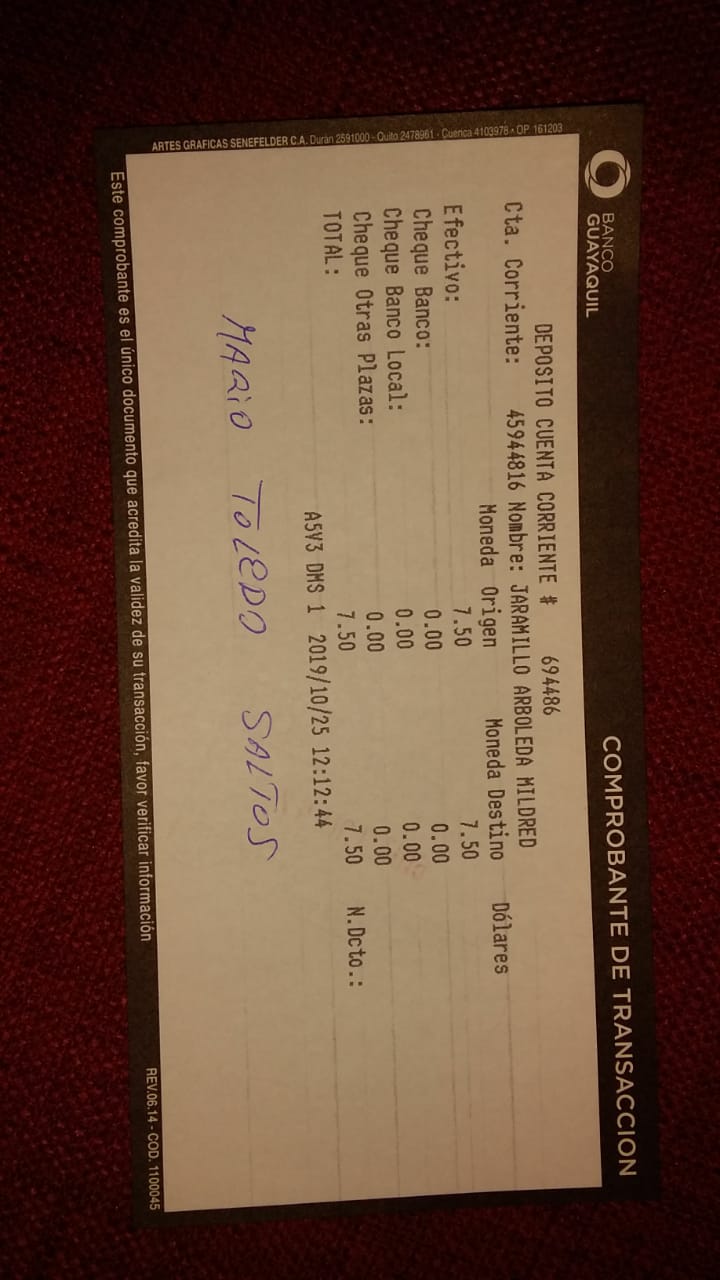 BANCO
GUAYAQUIL
COMPROBANTE DE TRANSACCION
DEPOSITO CUENTA CORRIENTE # 694486
Cta. Corriente: 45944816 Nombre: JARAMILLO ARBOLEDA MILDRED
Moneda Origen Moneda Destino Dólares
Efectivo: 7.50 7.50
Cheque Banco: 0.00 0.00
Cheque Banco Local: 0.00 0.00
Cheque Otras Plazas: 0.00 0.00
TOTAL: 7.50 7.50 N.Dcto.:
A5V3 DMS 1 2019/10/25 12:12:44
MARIO TOLEDO SALTOS
ARTES GRAFICAS SENEFELDER C.A. Durán 2591000 - Quito 2478961 - Cuenca 4103978 - OP 161203
Este comprobante es el único documento que acredita la validez de su transacción, favor verificar información
REV.06.14 - COD. 1100045